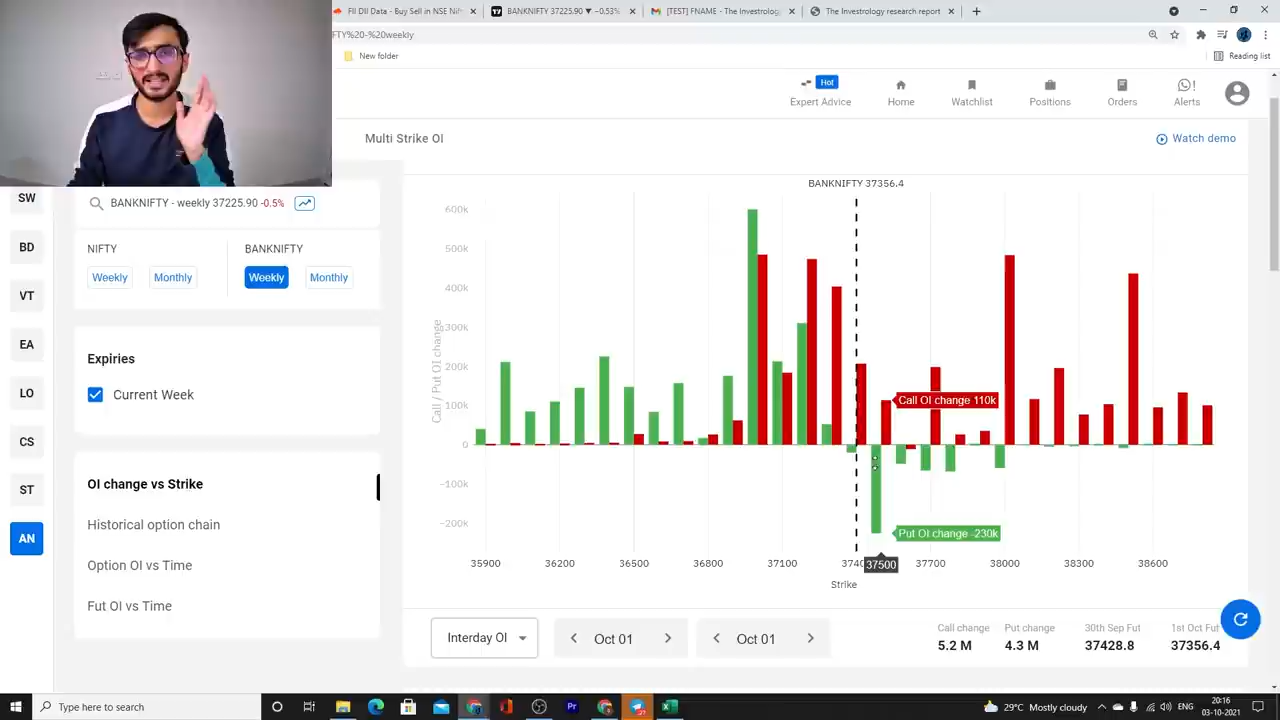 FII DII Data - Buy Sell in NSE Nif
BANKNIFTY 37225.90 ▼ −0.53%
[TEST] FNAME - The Investrology
The Investrology research report
FTY%20-%20weekly
New folder
Reading list
Hot
Expert Advice
Home
Watchlist
Positions
Orders
Alerts
Multi Strike OI
Watch demo
SW
BD
VT
EA
LO
CS
ST
AN
BANKNIFTY - weekly 37225.90 -0.5%
NIFTY
BANKNIFTY
Weekly
Monthly
Weekly
Monthly
Expiries
Current Week
OI change vs Strike
Historical option chain
Option OI vs Time
Fut OI vs Time
BANKNIFTY 37356.4
Call / Put OI change
600k
500k
400k
300k
200k
100k
0
−100k
−200k
Call OI change 110k
Put OI change -230k
35900 36200 36500 36800 37100 3740 37500 37700 38000 38300 38600
Strike
Interday OI
Oct 01
Oct 01
Call change
5.2 M
Put change
4.3 M
30th Sep Fut
37428.8
1st Oct Fut
37356.4
Type here to search
Pr
29°C Mostly cloudy
ENG
20:16
03-10-2021